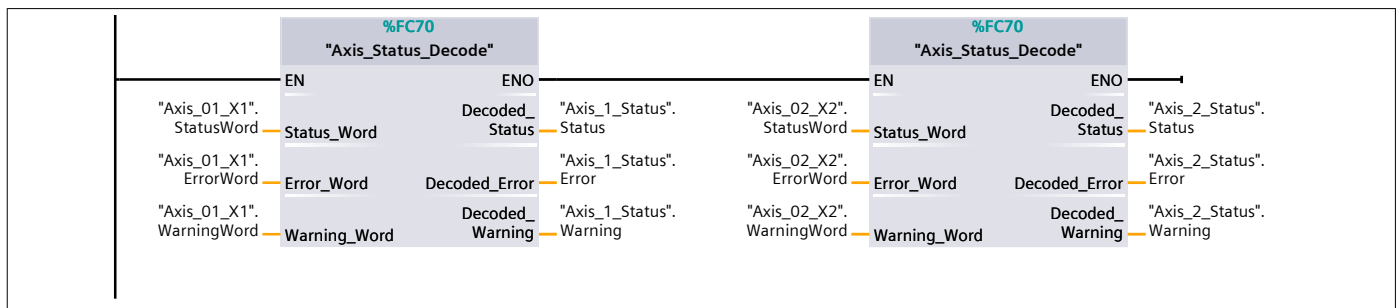 %FC70
"Axis_Status_Decode"
EN
ENO
"Axis_01_X1".
StatusWord
Status_Word
Decoded_
Status
"Axis_1_Status".
Status
"Axis_01_X1".
ErrorWord
Error_Word
Decoded_Error
"Axis_1_Status".
Error
"Axis_01_X1".
WarningWord
Warning_Word
Decoded_
Warning
"Axis_1_Status".
Warning
%FC70
"Axis_Status_Decode"
EN
ENO
"Axis_02_X2".
StatusWord
Status_Word
Decoded_
Status
"Axis_2_Status".
Status
"Axis_02_X2".
ErrorWord
Error_Word
Decoded_Error
"Axis_2_Status".
Error
"Axis_02_X2".
WarningWord
Warning_Word
Decoded_
Warning
"Axis_2_Status".
Warning